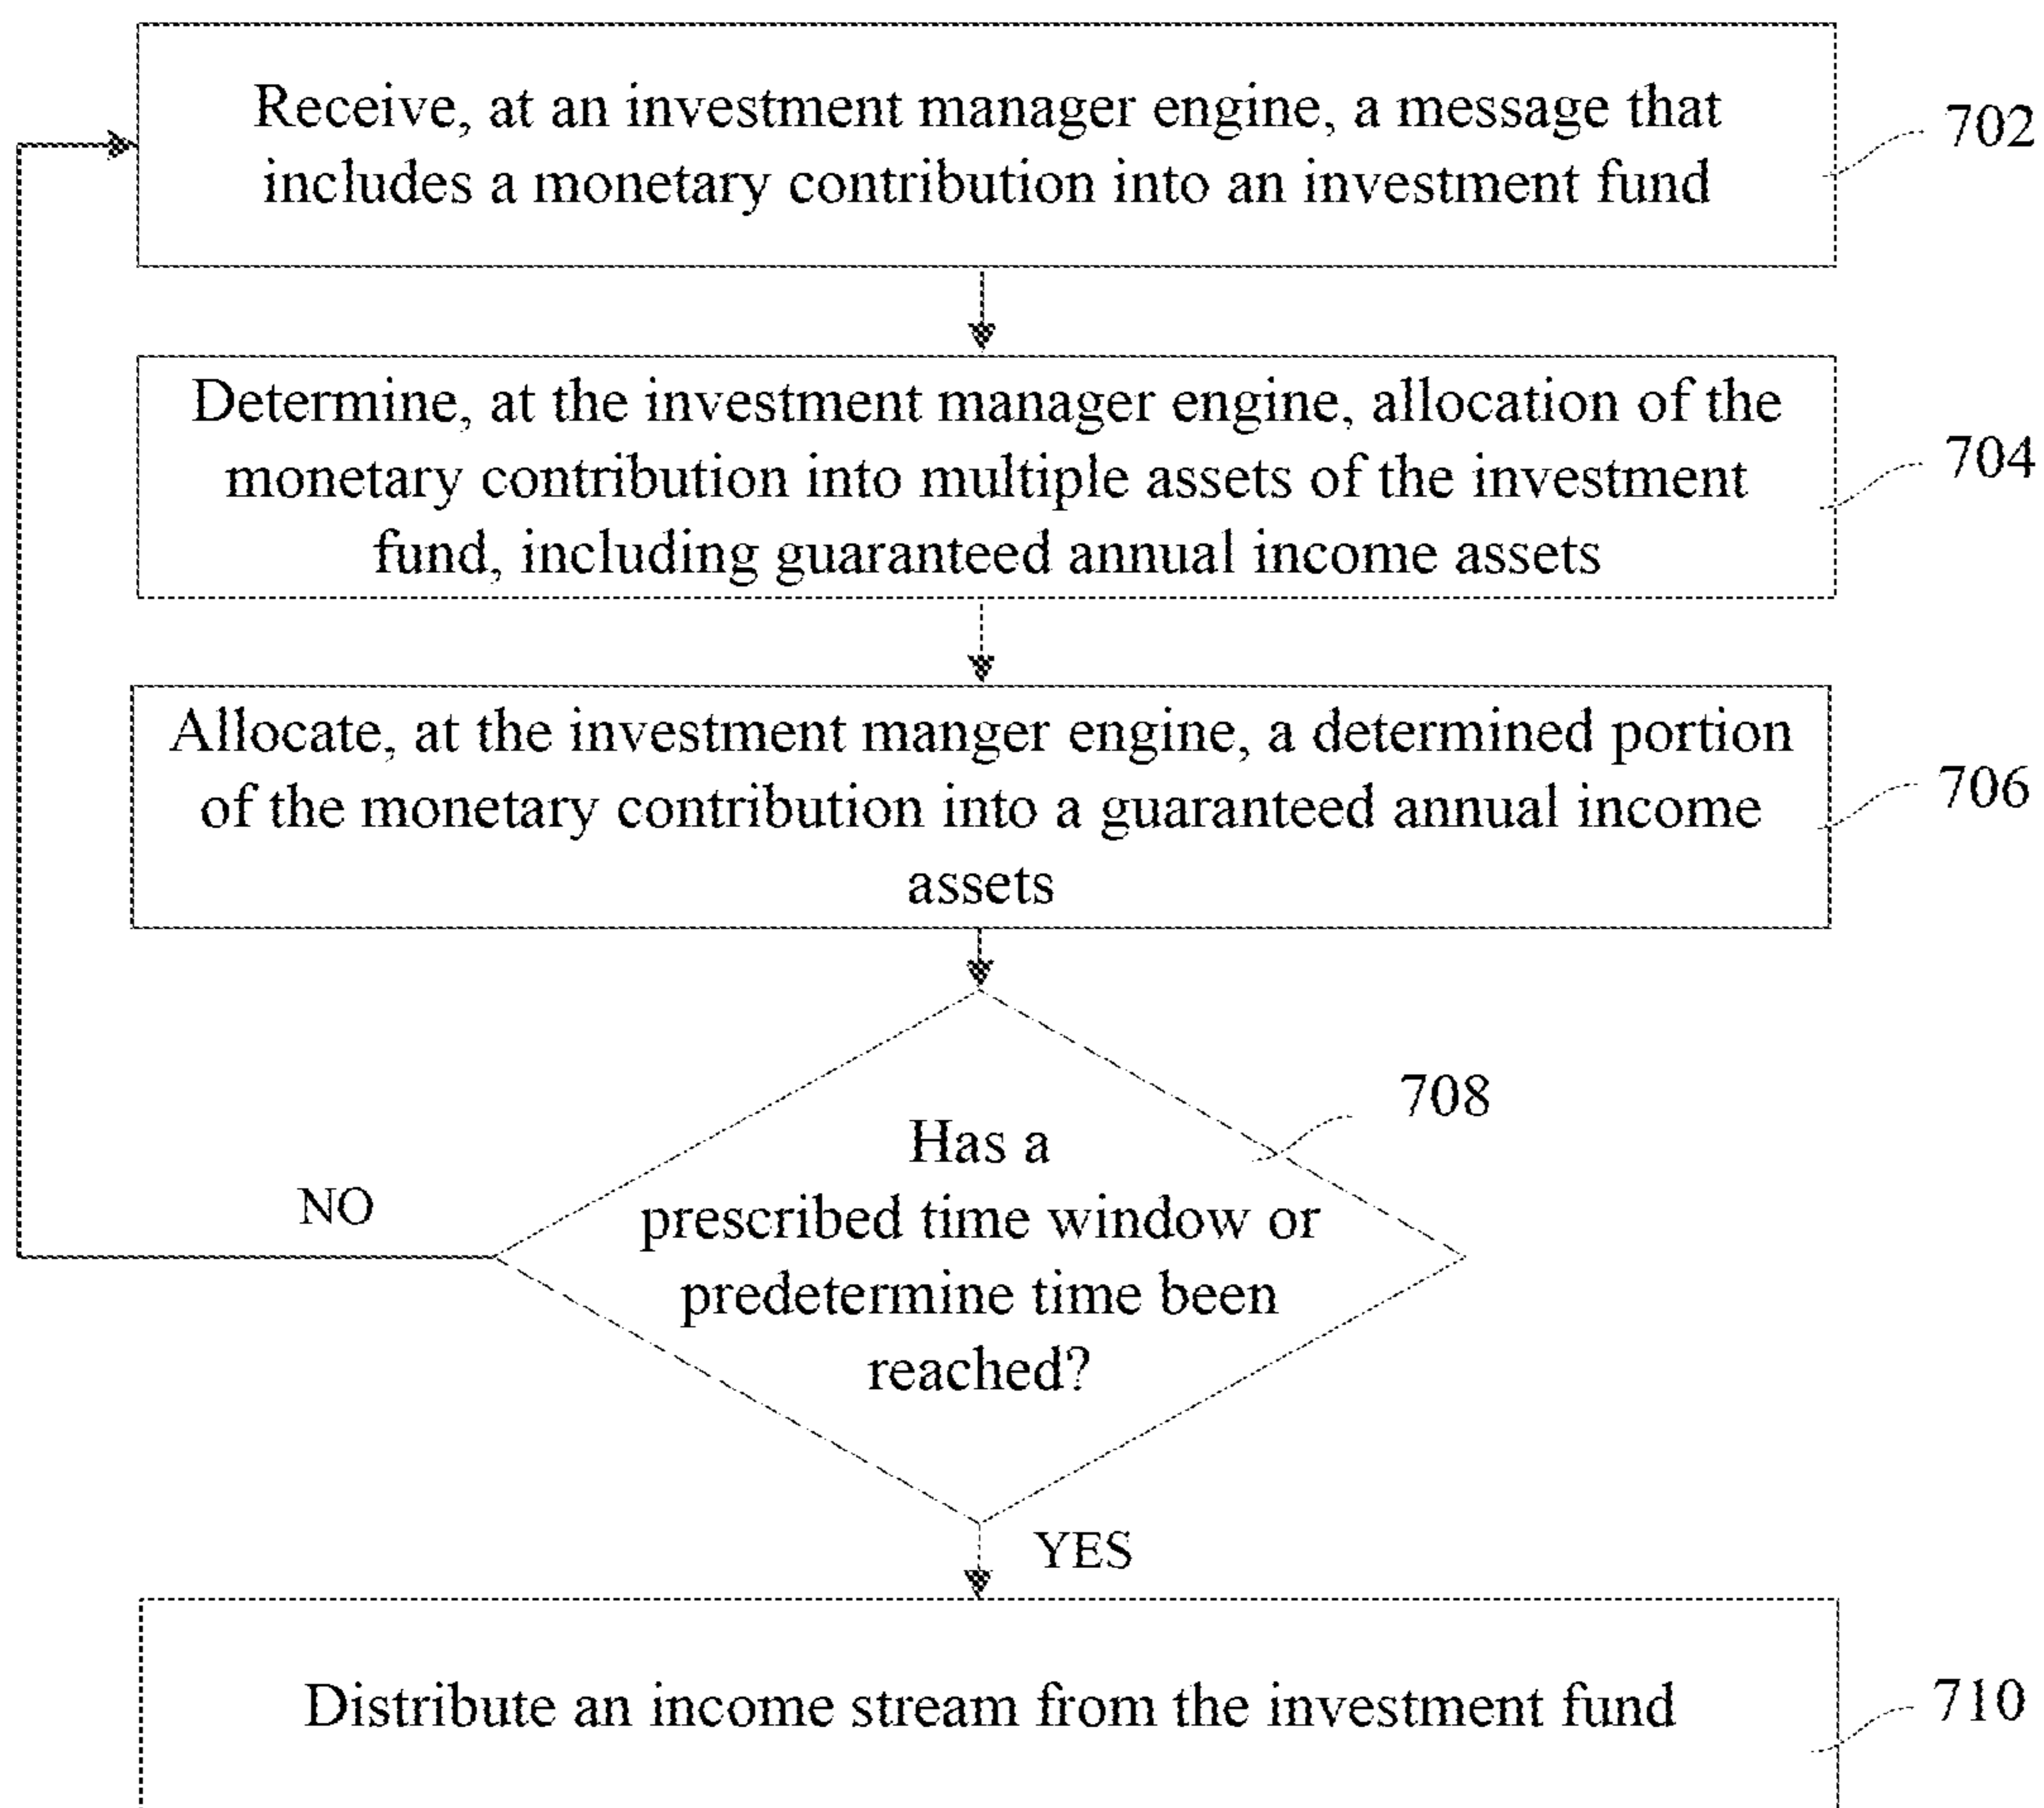 Receive, at an investment manager engine, a message that
includes a monetary contribution into an investment fund
702
Determine, at the investment manager engine, allocation of the
monetary contribution into multiple assets of the investment
fund, including guaranteed annual income assets
704
Allocate, at the investment manger engine, a determined portion
of the monetary contribution into a guaranteed annual income
assets
706
708
Has a
prescribed time window or
predetermine time been
reached?
NO
YES
Distribute an income stream from the investment fund
710